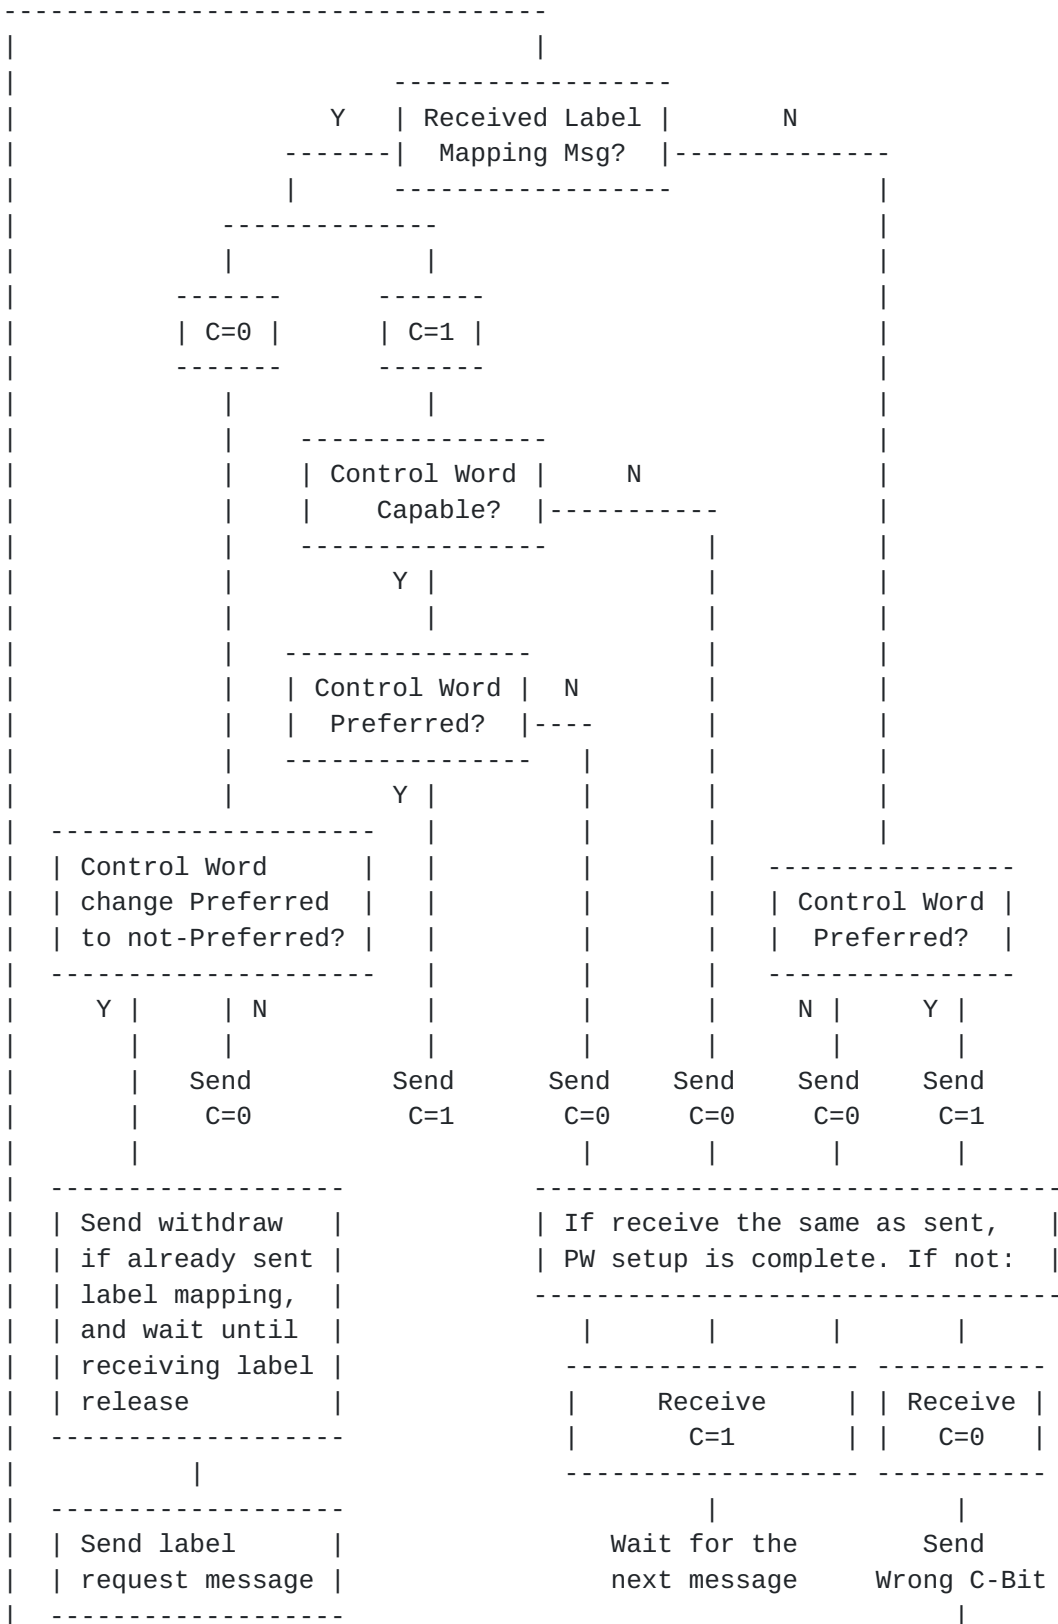 Y Received Label N
Mapping Msg?
C=0 C=1
Control Word N
Capable?
Y
Control Word N
Preferred?
Y
Control Word
change Preferred Control Word
to not-Preferred? Preferred?
Y N N Y
Send Send Send Send Send Send
C=0 C=1 C=0 C=0 C=0 C=1
Send withdraw If receive the same as sent,
if already sent PW setup is complete. If not:
label mapping,
and wait until
receiving label
release Receive Receive
C=1 C=0
Send label Wait for the Send
request message next message Wrong C-Bit